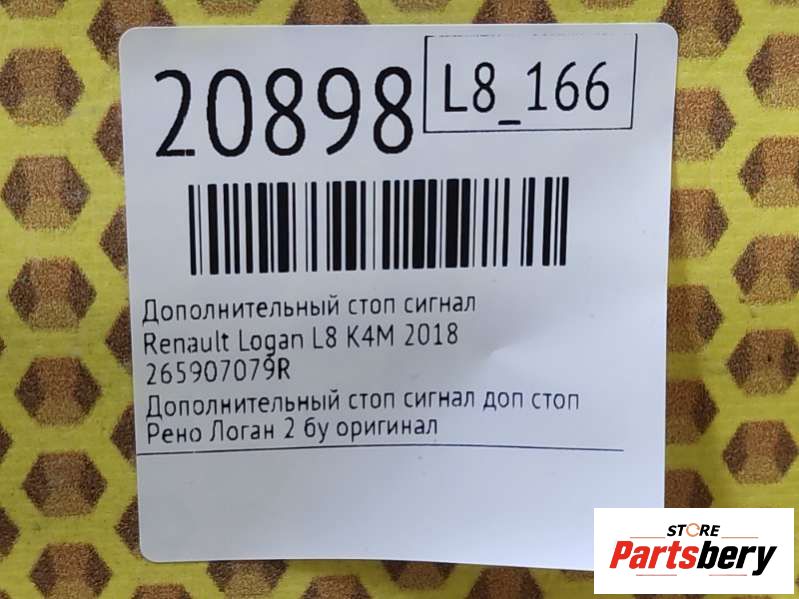 20898
L8_166
Дополнительный стоп сигнал
Renault Logan L8 K4M 2018
265907079R
Дополнительный стоп сигнал доп стоп
Рено Логан 2 бу оригинал
STORE
Partsbery